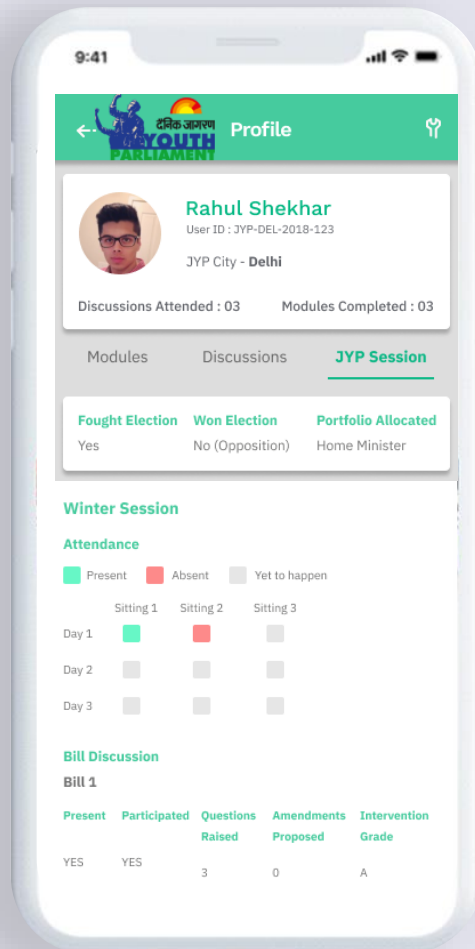 9:41
दैनिक जागरण
YOUTH
PARLIAMENT
Profile
Rahul Shekhar
User ID : JYP-DEL-2018-123
JYP City - Delhi
Discussions Attended : 03 Modules Completed : 03
Modules Discussions JYP Session
Fought Election Won Election Portfolio Allocated
Yes No (Opposition) Home Minister
Winter Session
Attendance
Present Absent Yet to happen
Sitting 1 Sitting 2 Sitting 3
Day 1
Day 2
Day 3
Bill Discussion
Bill 1
Present Participated Questions Amendments Intervention
Raised Proposed Grade
YES YES 3 0 A